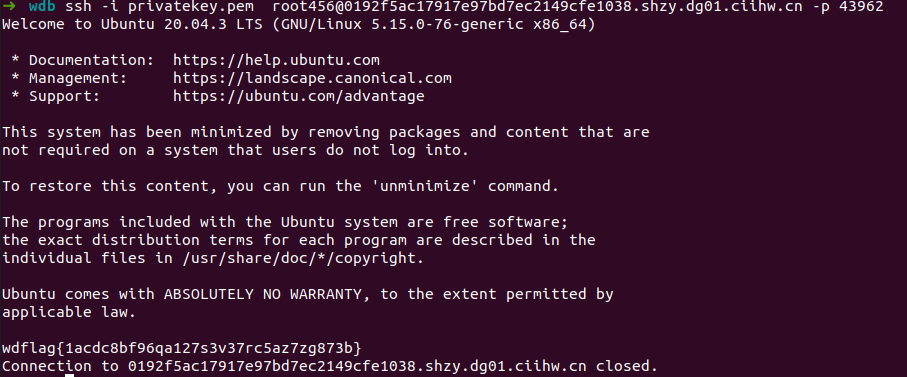 ➜  wdb ssh -i privatekey.pem  root456@0192f5ac17917e97bd7ec2149cfe1038.shzy.dg01.ciihw.cn -p 43962
Welcome to Ubuntu 20.04.3 LTS (GNU/Linux 5.15.0-76-generic x86_64)
 * Documentation:  https://help.ubuntu.com
 * Management:     https://landscape.canonical.com
 * Support:        https://ubuntu.com/advantage
This system has been minimized by removing packages and content that are
not required on a system that users do not log into.
To restore this content, you can run the 'unminimize' command.
The programs included with the Ubuntu system are free software;
the exact distribution terms for each program are described in the
individual files in /usr/share/doc/*/copyright.
Ubuntu comes with ABSOLUTELY NO WARRANTY, to the extent permitted by
applicable law.
wdflag{1acdc8bf96qa127s3v37rc5az7zg873b}
Connection to 0192f5ac17917e97bd7ec2149cfe1038.shzy.dg01.ciihw.cn closed.